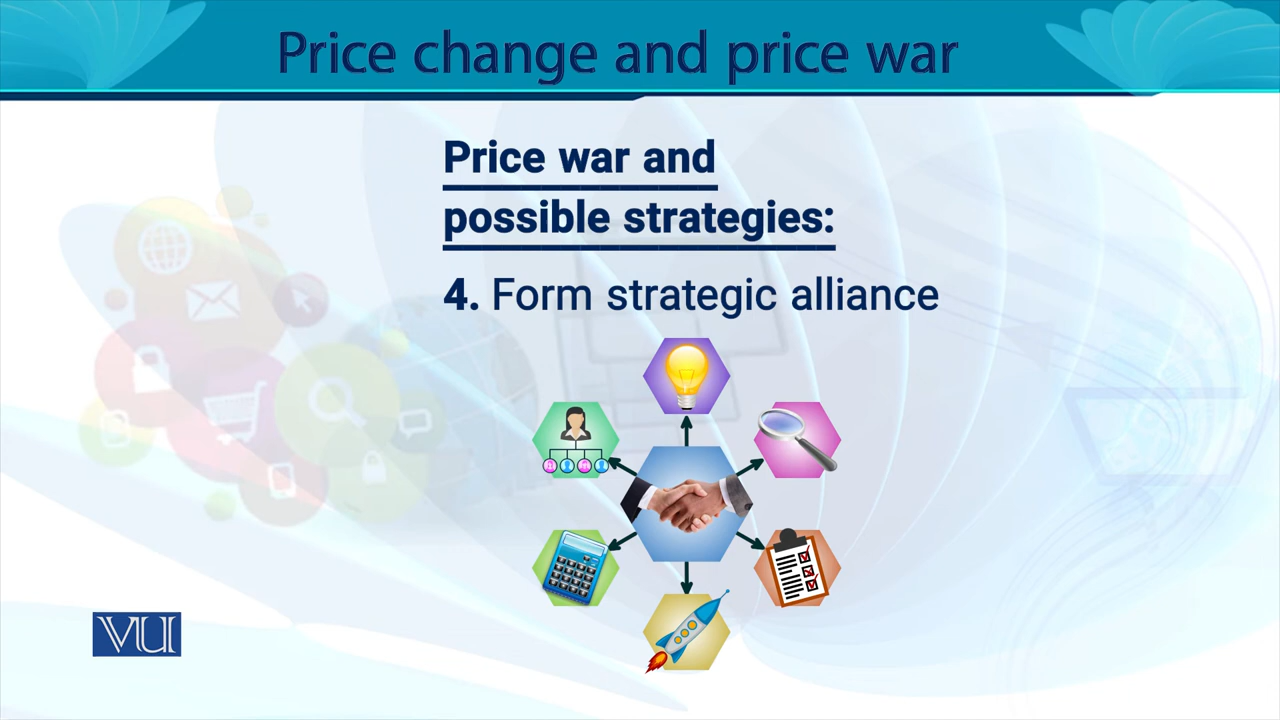 Price change and price war
Price war and
possible strategies:
4. Form strategic alliance
VU